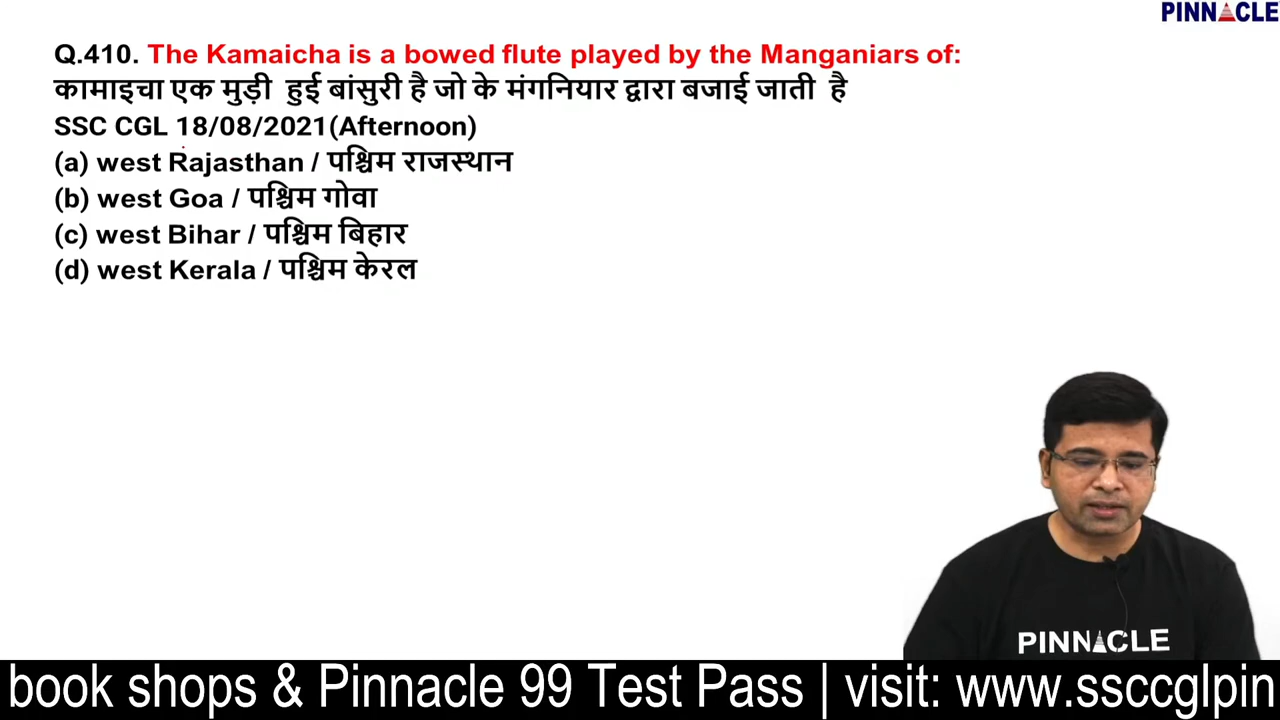 PINNACLE
Q.410. The Kamaicha is a bowed flute played by the Manganiars of:
कामाइचा एक मुड़ी हुई बांसुरी है जो के मंगनियार द्वारा बजाई जाती है
SSC CGL 18/08/2021(Afternoon)
(a) west Rajasthan / पश्चिम राजस्थान
(b) west Goa / पश्चिम गोवा
(c) west Bihar / पश्चिम बिहार
(d) west Kerala / पश्चिम केरल
PINNACLE
book shops & Pinnacle 99 Test Pass | visit: www.ssccglpin